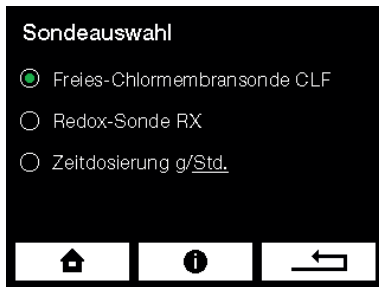 Sondeauswahl
Freies-Chlormembransonde CLF
Redox-Sonde RX
Zeitdosierung g/Std.